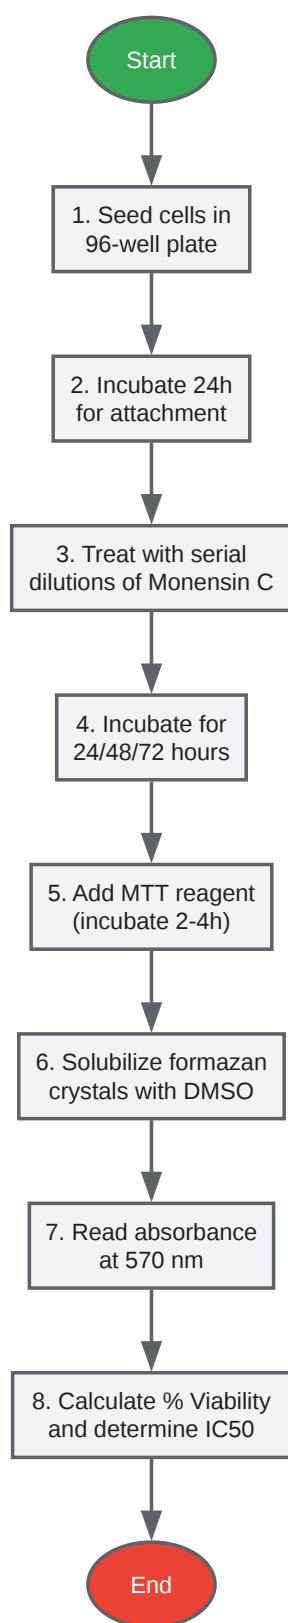 Start
1. Seed cells in
96-well plate
2. Incubate 24h
for attachment
3. Treat with serial
dilutions of Monensin C
4. Incubate for
24/48/72 hours
5. Add MTT reagent
(incubate 2-4h)
6. Solubilize formazan
crystals with DMSO
7. Read absorbance
at 570 nm
8. Calculate % Viability
and determine IC50
End